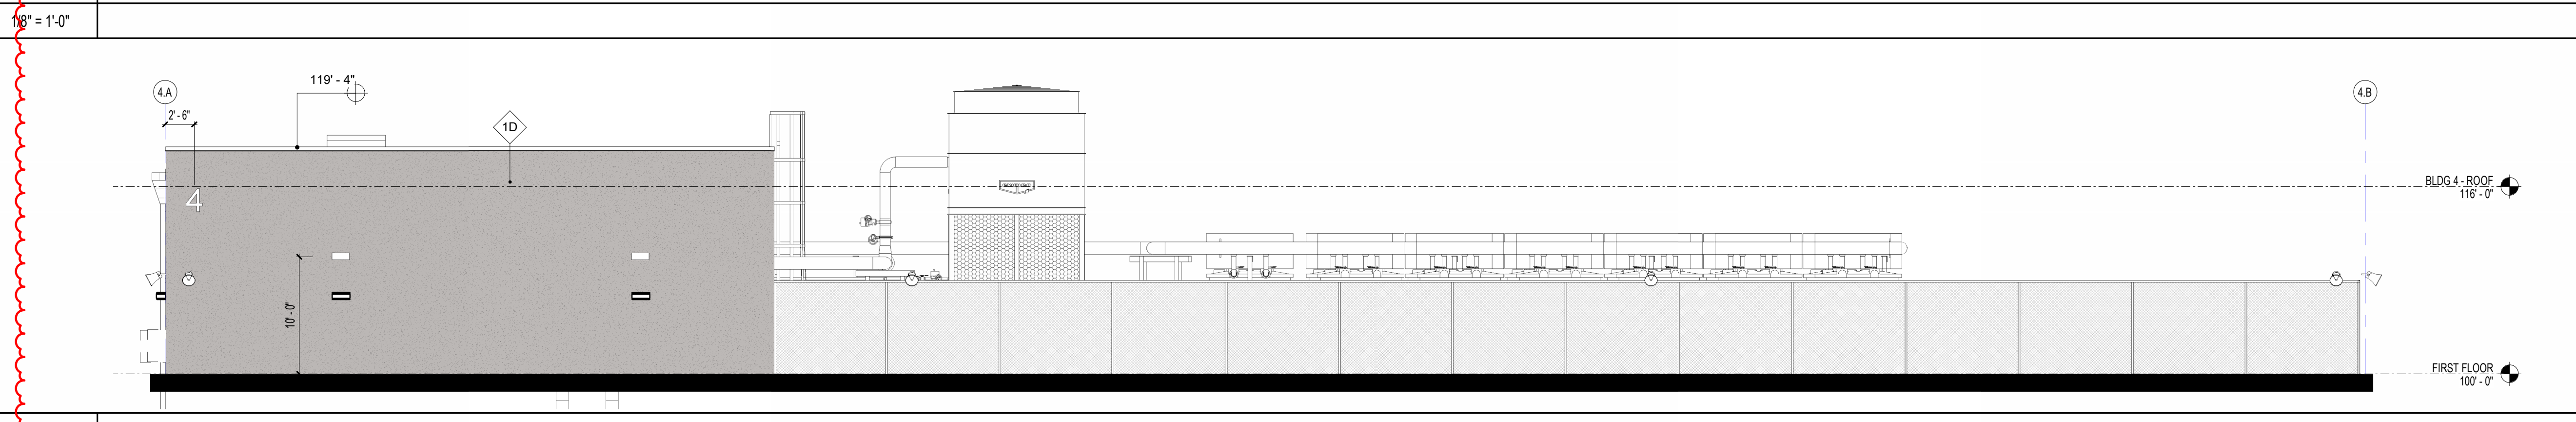 1/8" = 1'-0"
119' - 4"
4.A
4.B
2' - 6"
1D
4
BLDG 4 - ROOF
116' - 0"
10' - 0"
FIRST FLOOR
100' - 0"